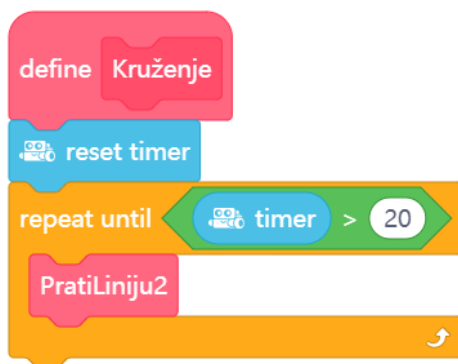 define Kruženje
reset timer
repeat until timer > 20
PratiLiniju2